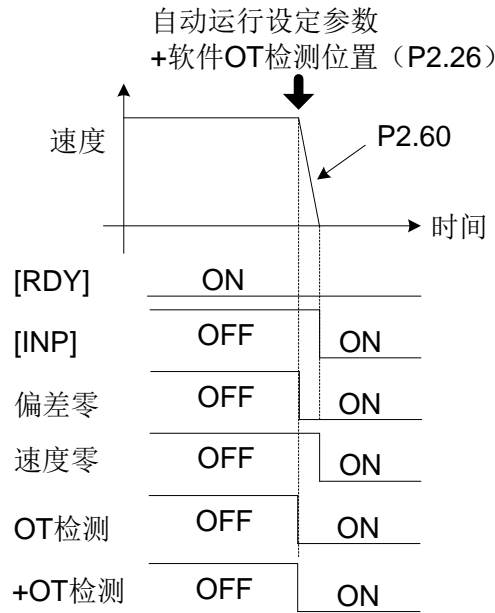 自动运行设定参数
+软件OT检测位置（P2.26）
速度
P2.60
时间
[RDY] ON
[INP] OFF ON
偏差零 OFF ON
速度零 OFF ON
OT检测 OFF ON
+OT检测 OFF ON